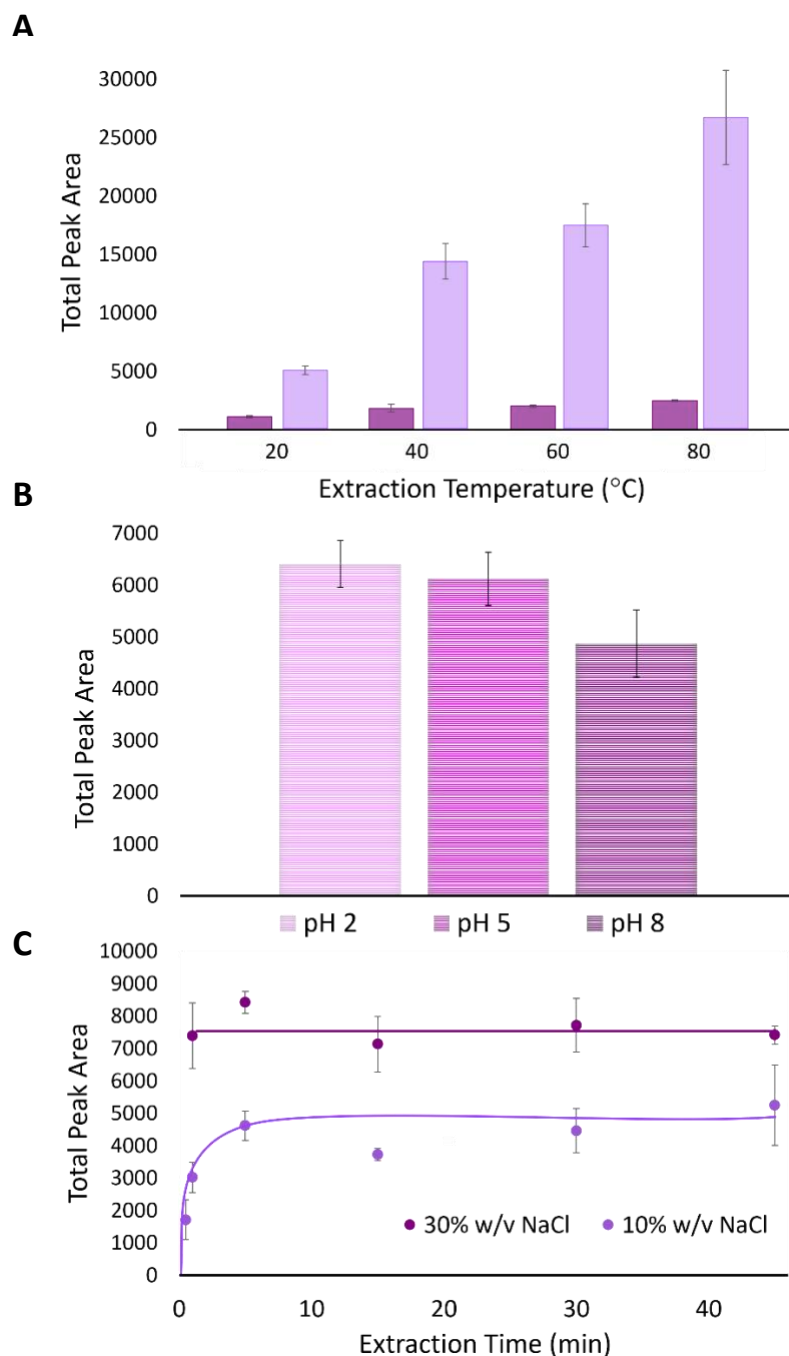 A
30000
25000
20000
15000
10000
5000
0
Total Peak Area
20 40 60 80
Extraction Temperature (°C)
B
7000
6000
5000
4000
3000
2000
1000
0
Total Peak Area
pH 2 pH 5 pH 8
C
10000
9000
8000
7000
6000
5000
4000
3000
2000
1000
0
Total Peak Area
30% w/v NaCl 10% w/v NaCl
0 10 20 30 40
Extraction Time (min)